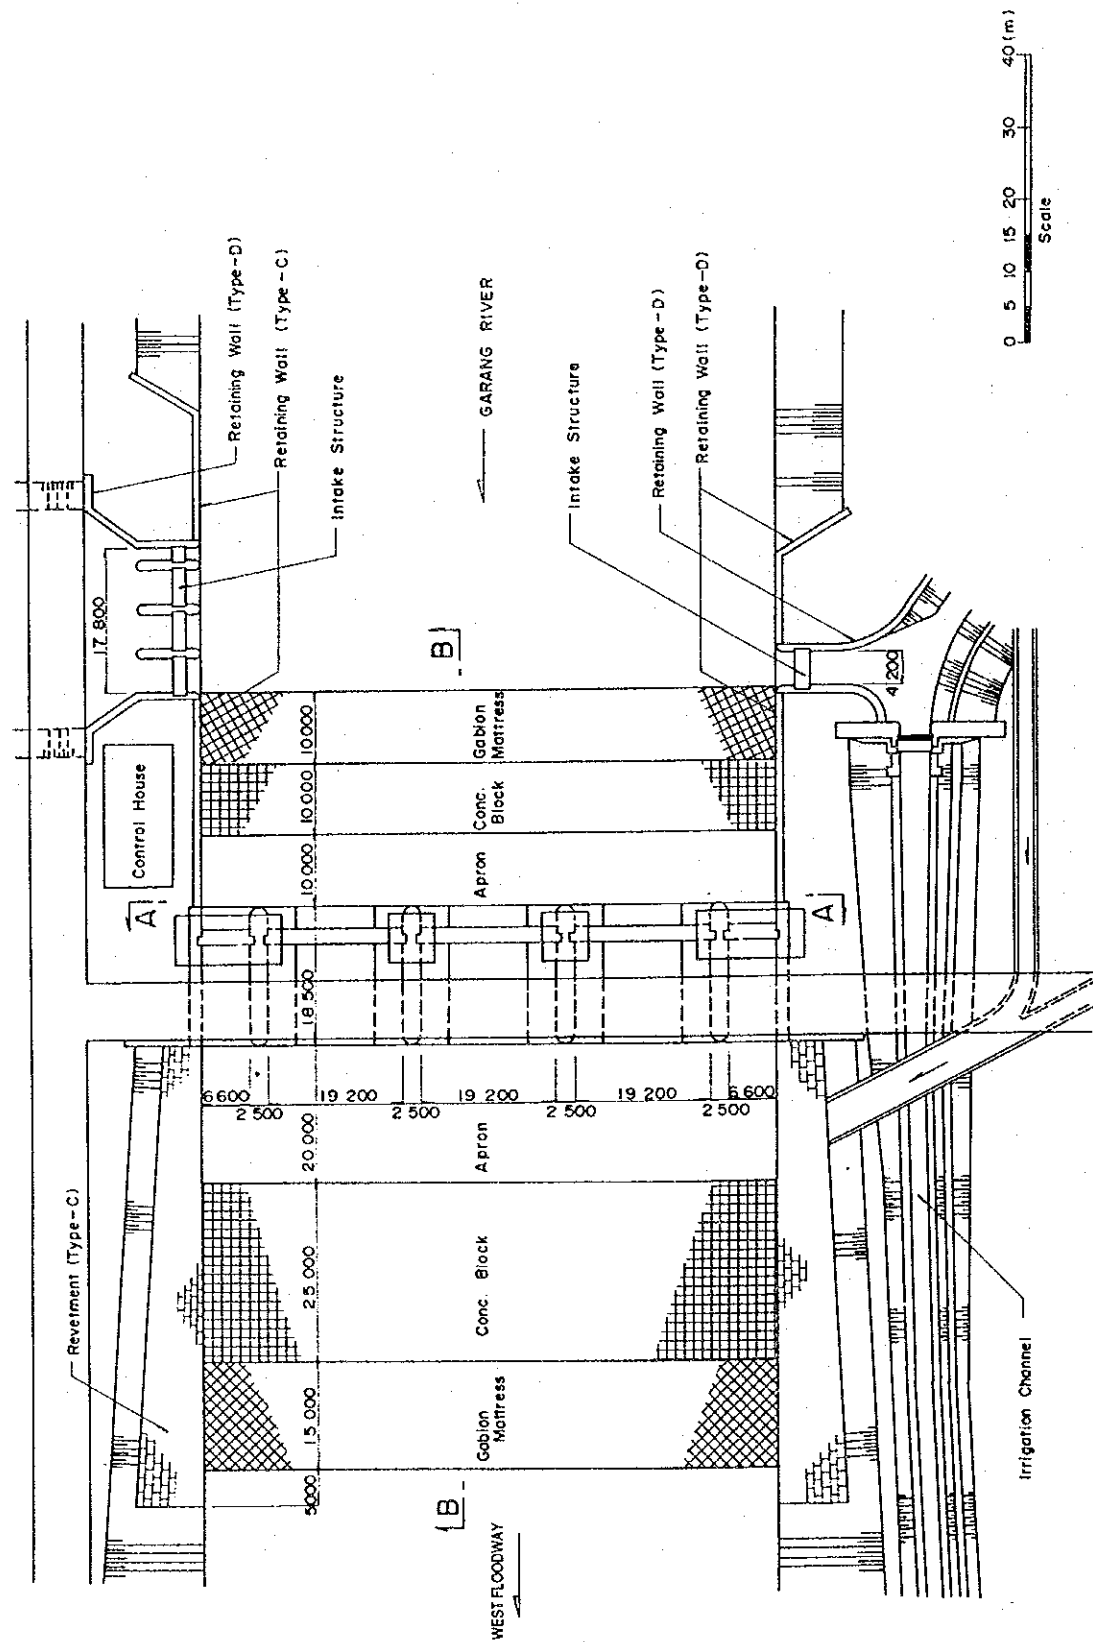 Revetment (Type-C)
Control House
17 800
Retaining Wall (Type-D)
Retaining Wall (Type-C)
Intake Structure
A
5000
15 000
25 000
20 000
18 500
10 000
10 000
10 000
6 600
2 500
19 200
2 500
19 200
2 500
19 200
2 500
6 600
B
B
WEST FLOODWAY
Gabion
Mattress
Conc. Block
Apron
Apron
Conc.
Block
Gabion
Mattress
GARANG RIVER
Intake Structure
Retaining Wall (Type-D)
Retaining Wall (Type-D)
A
4 200
Irrigation Channel
0 5 10 15 20 30 40 (m)
Scale